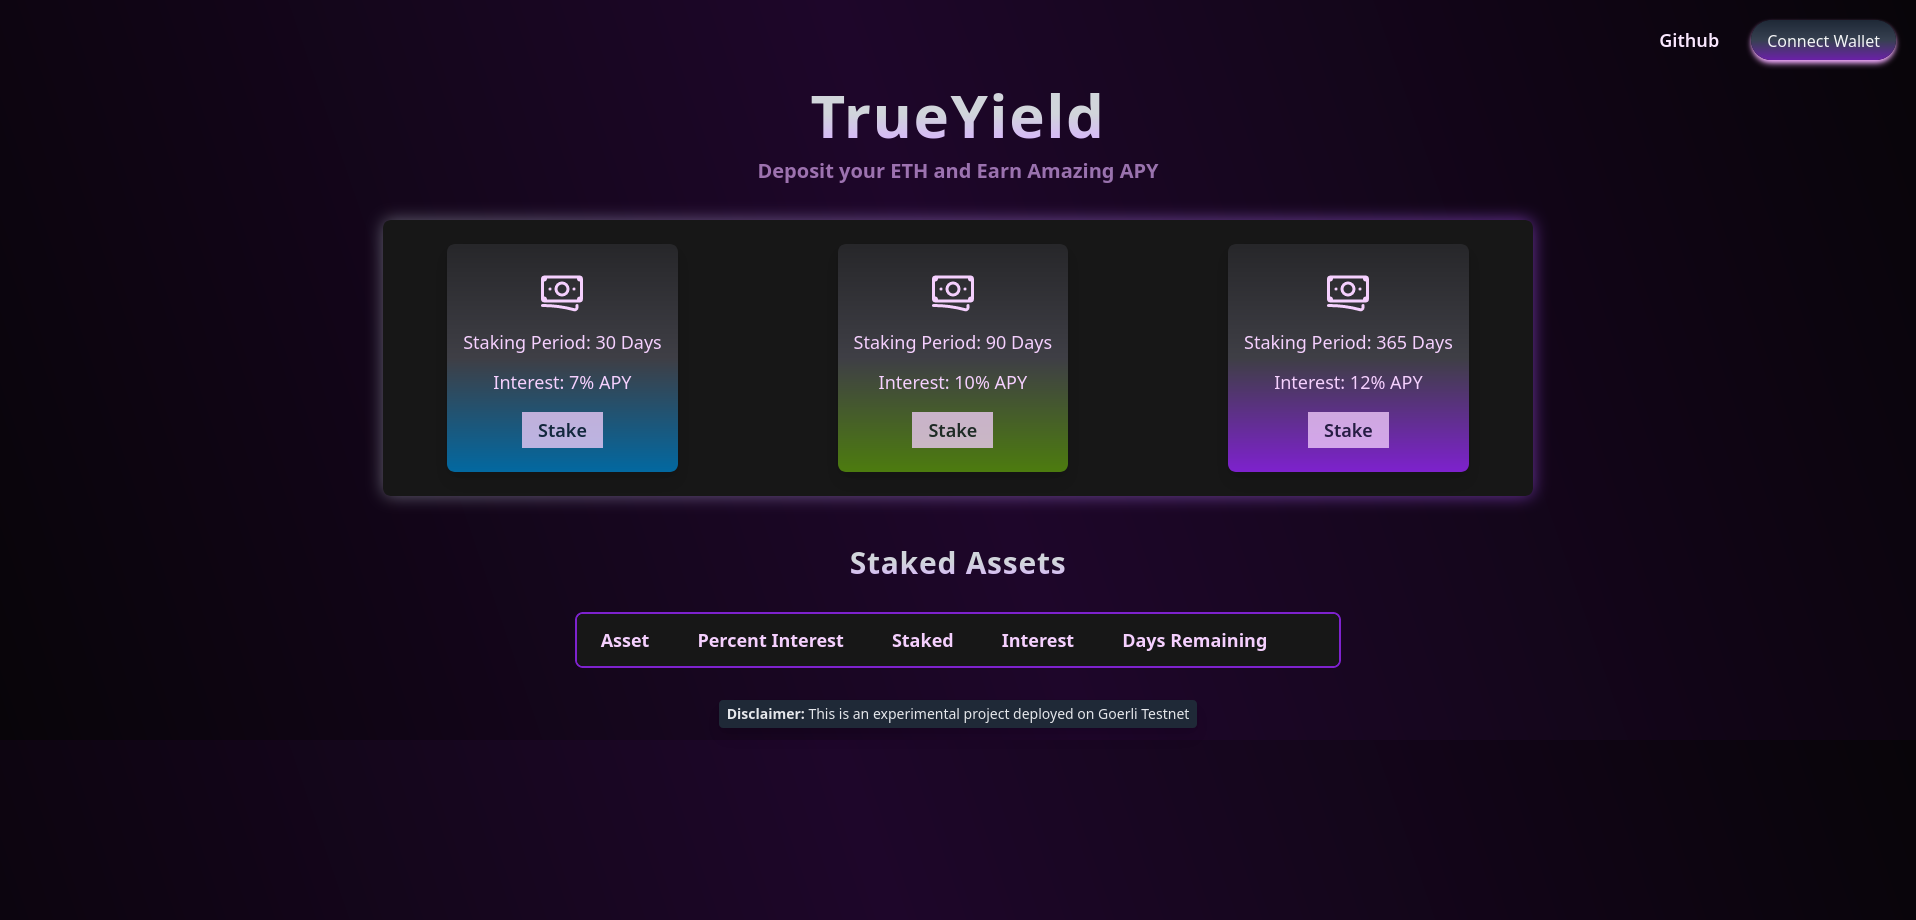 Github
Connect Wallet
TrueYield
Deposit your ETH and Earn Amazing APY
Staking Period: 30 Days
Interest: 7% APY
Stake
Staking Period: 90 Days
Interest: 10% APY
Stake
Staking Period: 365 Days
Interest: 12% APY
Stake
Staked Assets
Asset Percent Interest Staked Interest Days Remaining
Disclaimer: This is an experimental project deployed on Goerli Testnet